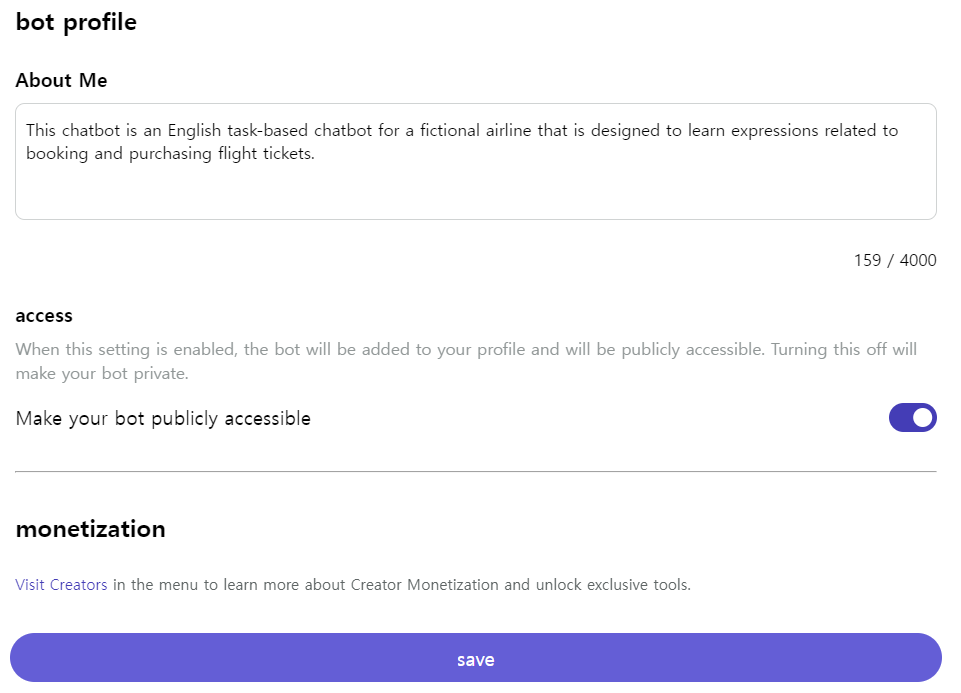 bot profile
About Me
This chatbot is an English task-based chatbot for a fictional airline that is designed to learn expressions related to
booking and purchasing flight tickets.
159 / 4000
access
When this setting is enabled, the bot will be added to your profile and will be publicly accessible. Turning this off will
make your bot private.
Make your bot publicly accessible
monetization
Visit Creators in the menu to learn more about Creator Monetization and unlock exclusive tools.
save